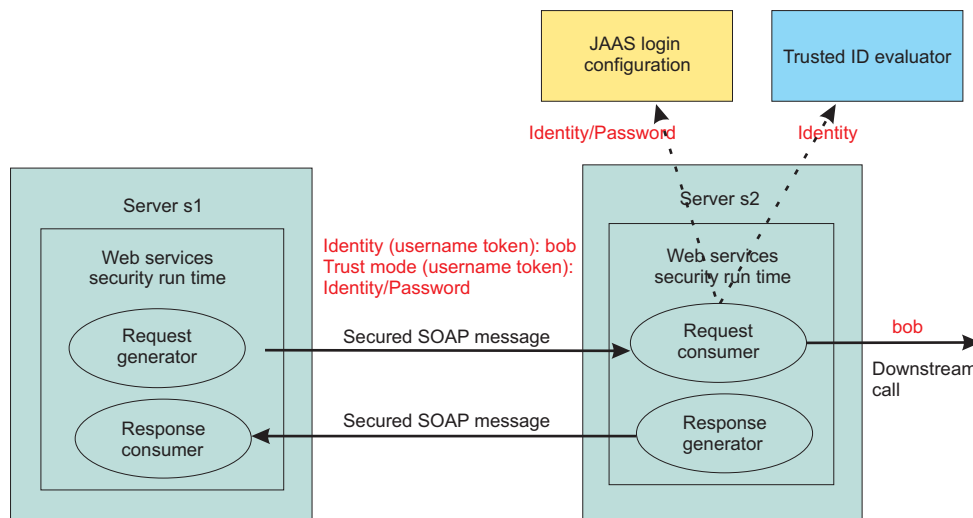 JAAS login
configuration
Trusted ID evaluator
Identity/Password
Identity
Server s1
Web services
security run time
Request
generator
Response
consumer
Identity (username token): bob
Trust mode (username token):
Identity/Password
Secured SOAP message
Secured SOAP message
Server s2
Web services
security run time
Request
consumer
Response
generator
bob
Downstream
call